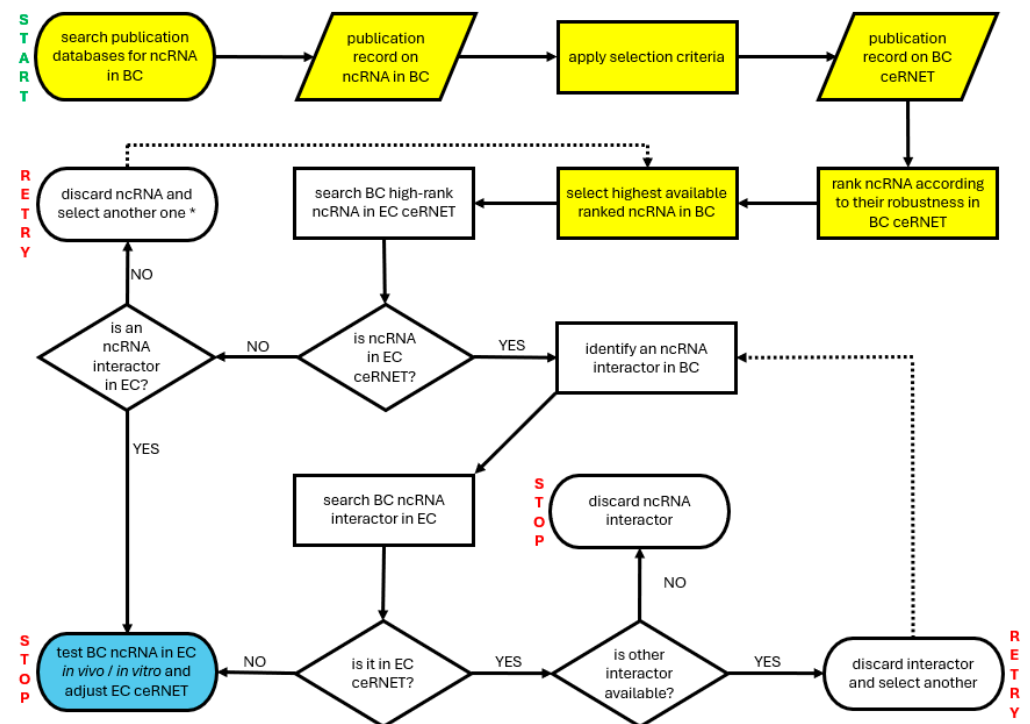 S
T
A
R
T
search publication
databases for ncRNA
in BC
publication
record on
ncRNA in BC
apply selection criteria
publication
record on BC
ceRNET
R
E
T
R
Y
discard ncRNA and
select another one *
search BC high-rank
ncRNA in EC ceRNET
select highest available
ranked ncRNA in BC
rank ncRNA according
to their robustness in
BC ceRNET
NO
is an
ncRNA
interactor
in EC?
NO
is ncRNA
in EC
ceRNET?
YES
identify an ncRNA
interactor in BC
YES
search BC ncRNA
interactor in EC
S
T
O
P
discard ncRNA
interactor
NO
S
T
O
P
test BC ncRNA in EC
in vivo / in vitro and
adjust EC ceRNET
NO
is it in EC
ceRNET?
YES
is other
interactor
available?
YES
discard interactor
and select another
R
E
T
R
Y